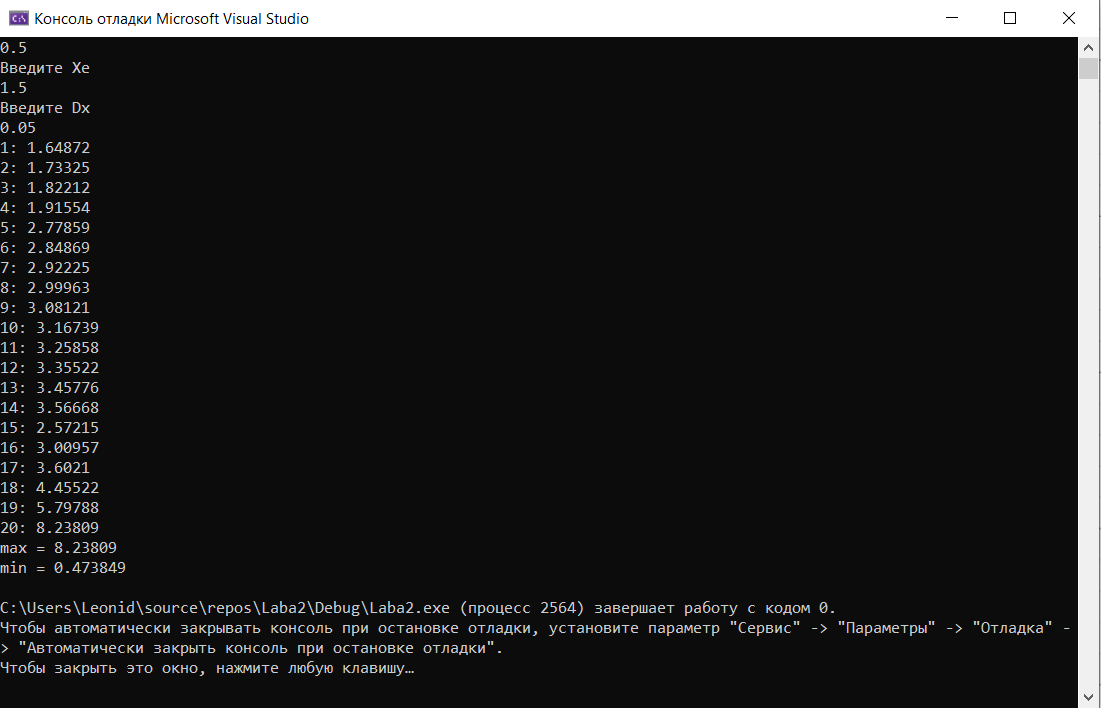 Консоль отладки Microsoft Visual Studio
0.5
Введите Xe
1.5
Введите Dx
0.05
1: 1.64872
2: 1.73325
3: 1.82212
4: 1.91554
5: 2.77859
6: 2.84869
7: 2.92225
8: 2.99963
9: 3.08121
10: 3.16739
11: 3.25858
12: 3.35522
13: 3.45776
14: 3.56668
15: 2.57215
16: 3.00957
17: 3.6021
18: 4.45522
19: 5.79788
20: 8.23809
max = 8.23809
min = 0.473849
C:\Users\Leonid\source\repos\Laba2\Debug\Laba2.exe (процесс 2564) завершает работу с кодом 0.
Чтобы автоматически закрывать консоль при остановке отладки, установите параметр "Сервис" -> "Параметры" -> "Отладка" -
> "Автоматически закрыть консоль при остановке отладки".
Чтобы закрыть это окно, нажмите любую клавишу…